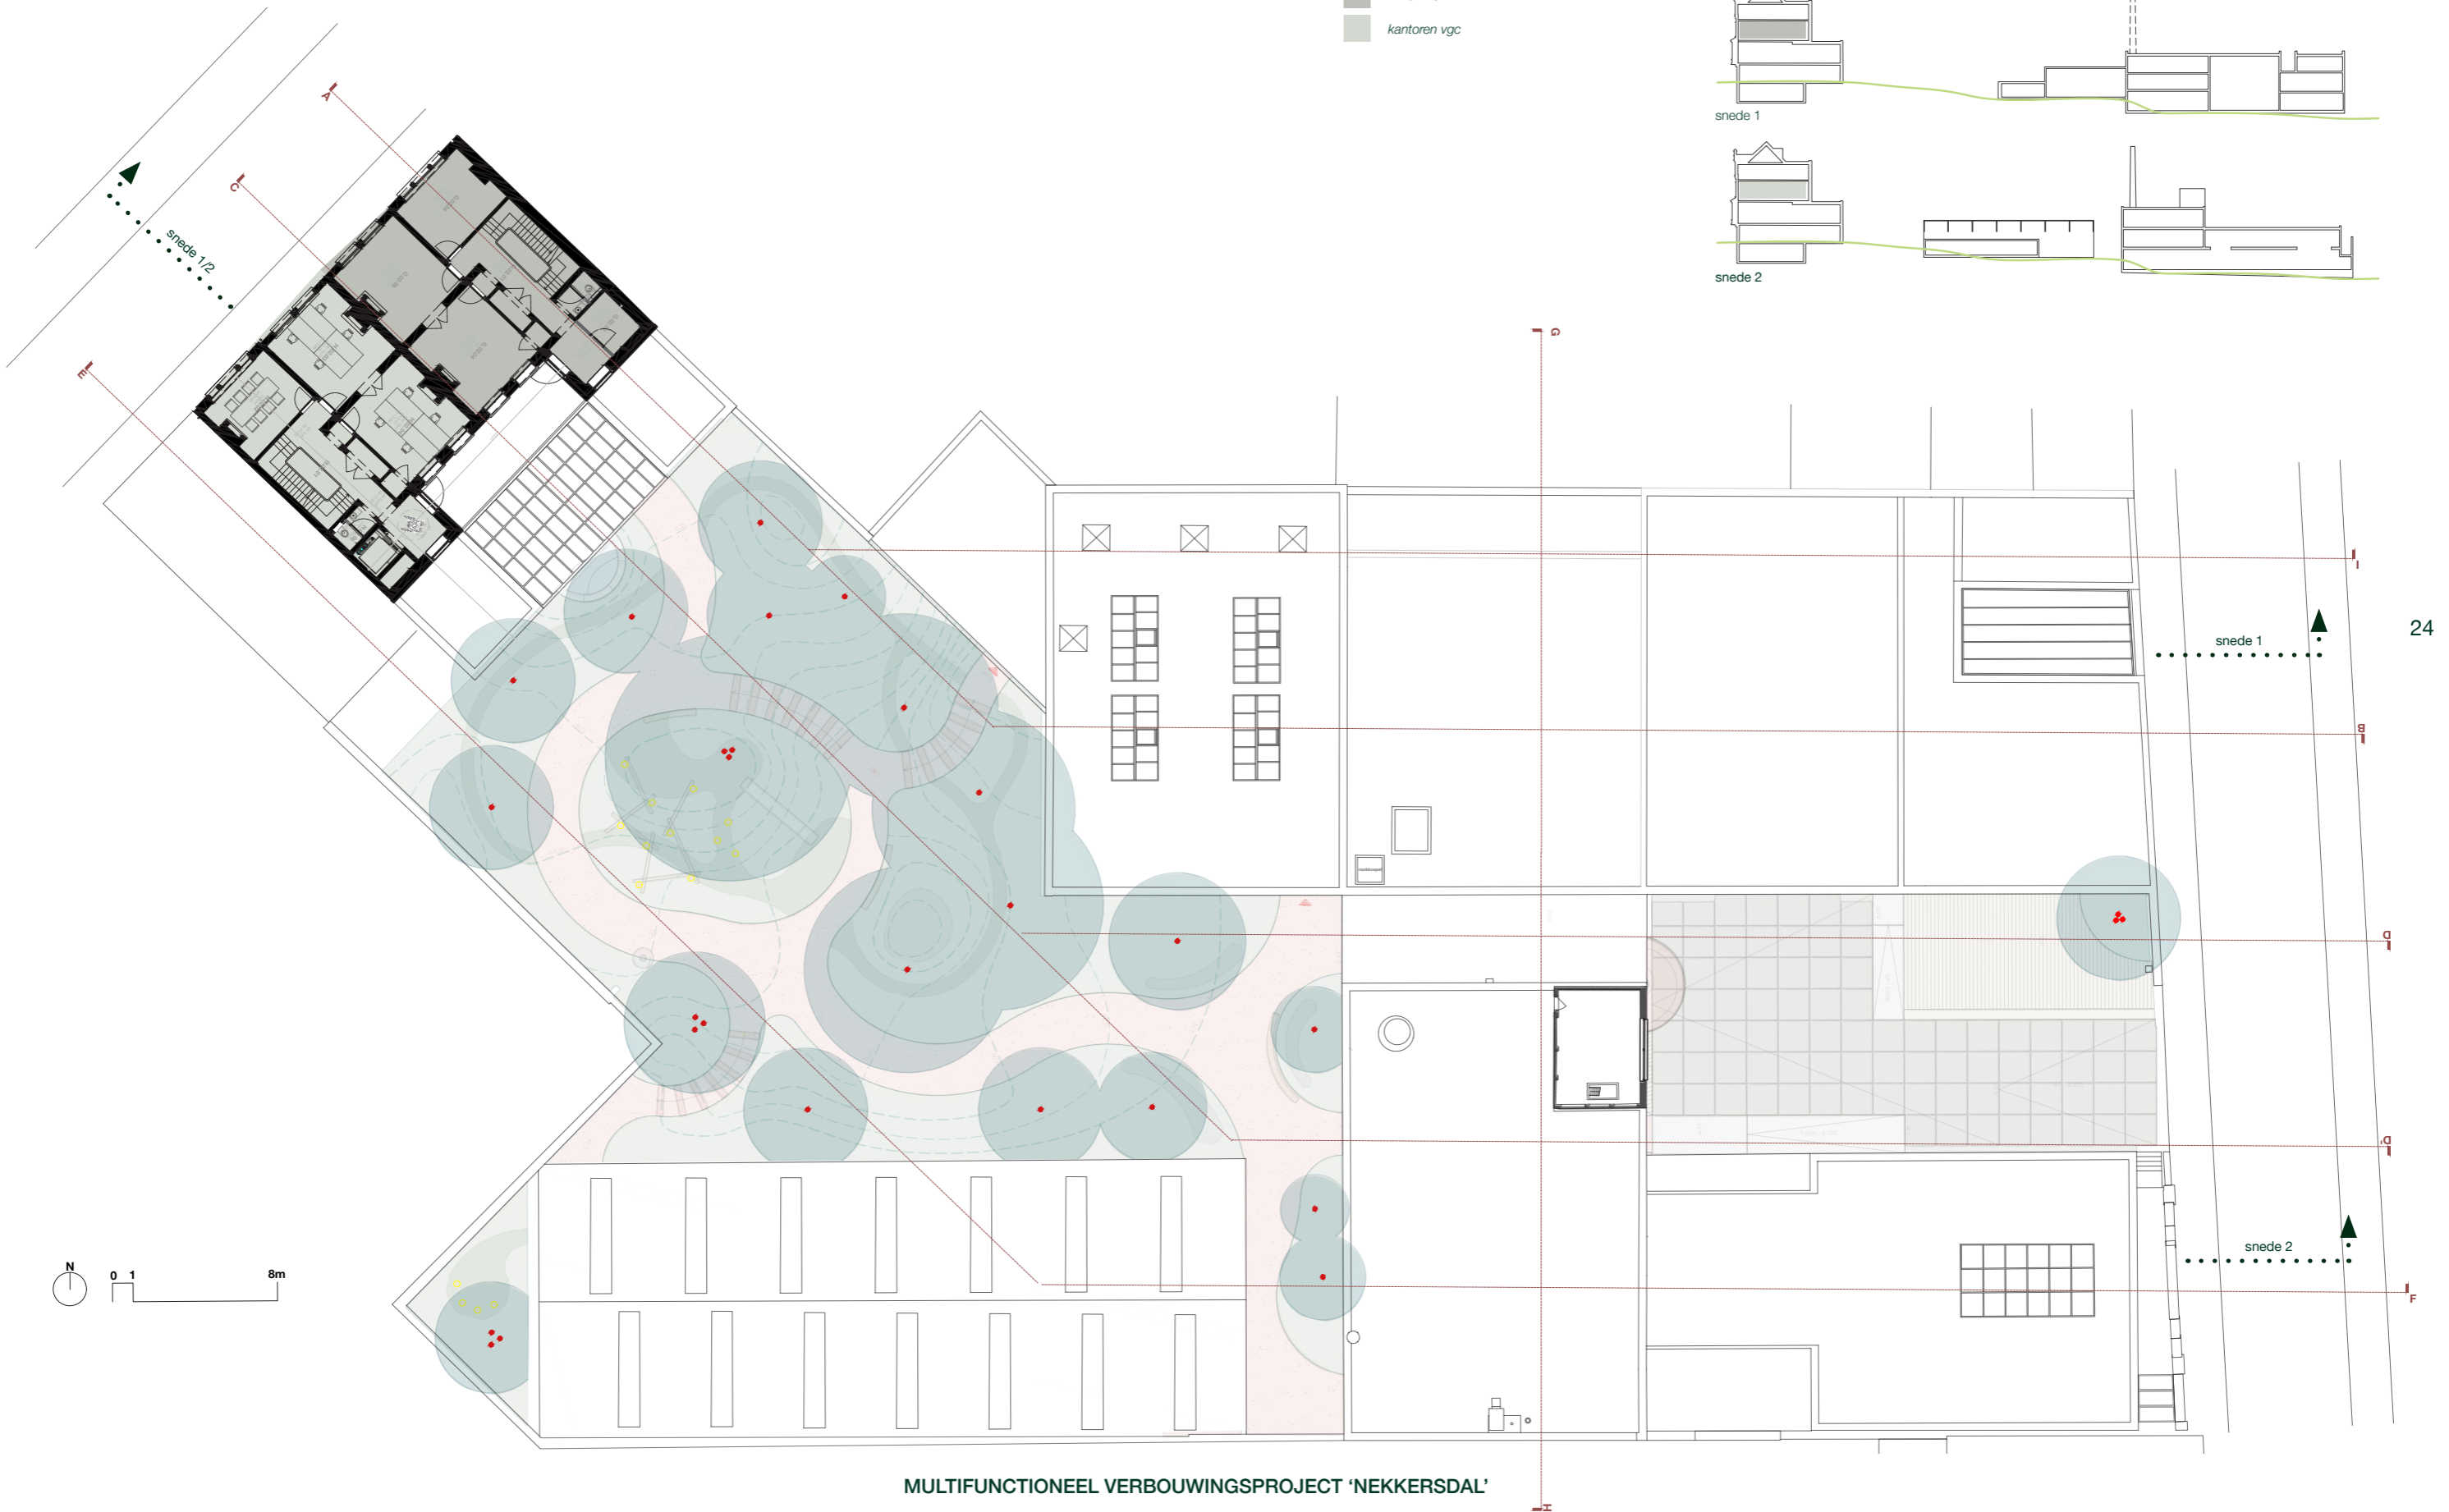 kantoren vgc
snede 1
snede 2
A
C
E
G
snede 1/2
I
24
snede 1
B
D
D'
snede 2
N
0 1 8m
F
MULTIFUNCTIONEEL VERBOUWINGSPROJECT ‘NEKKERSDAL’
H